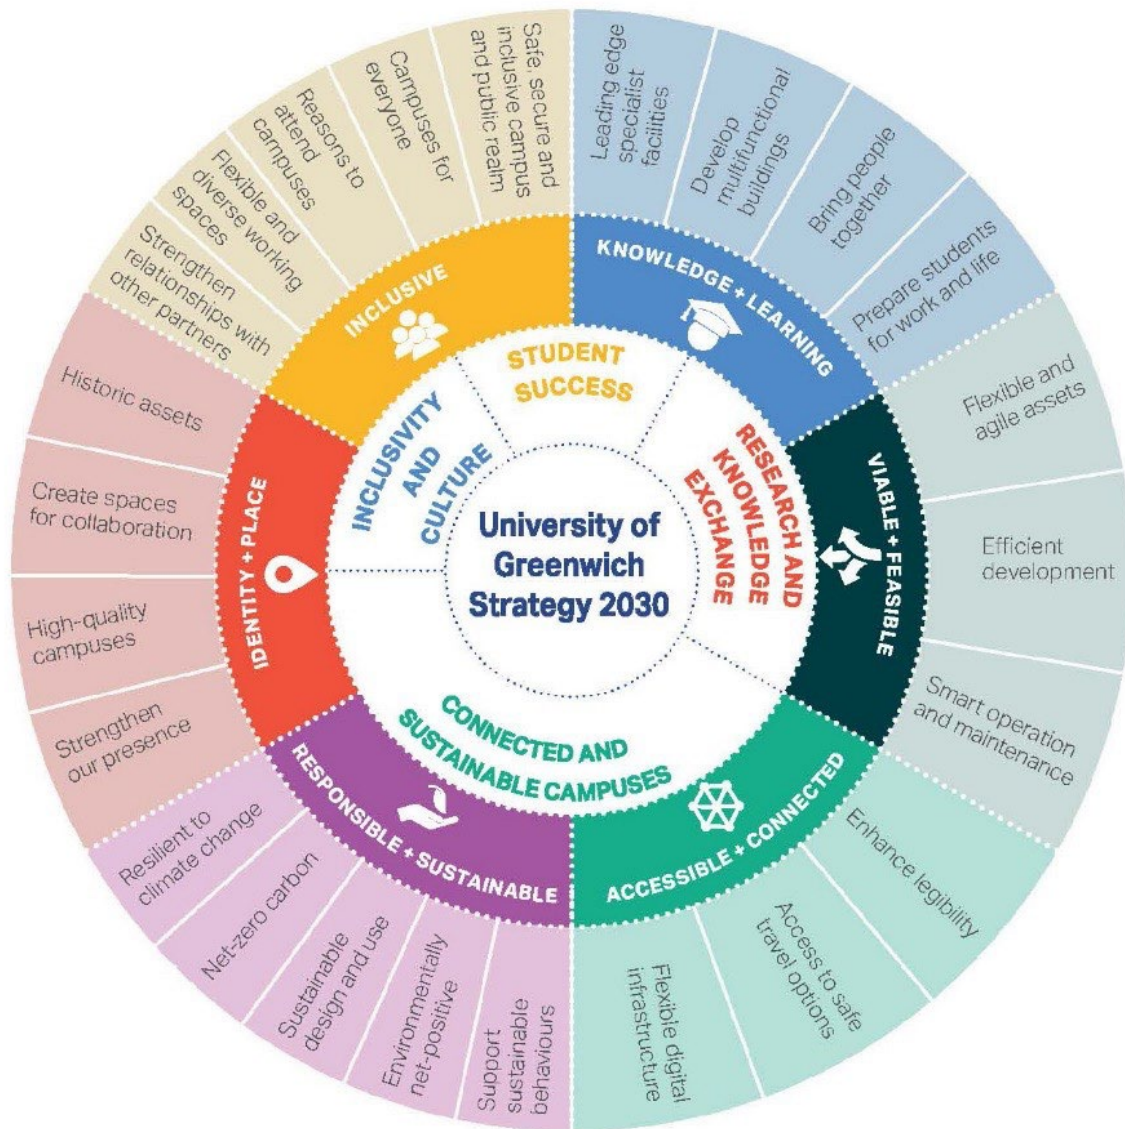 University of
Greenwich
Strategy 2030
STUDENT
SUCCESS
RESEARCH AND
KNOWLEDGE
EXCHANGE
CONNECTED AND
SUSTAINABLE CAMPUSES
INCLUSIVITY
AND
CULTURE
KNOWLEDGE + LEARNING
Leading edge
specialist
facilities
Develop
multifunctional
buildings
Bring people
together
Prepare students
for work and life
VIABLE + FEASIBLE
Flexible and
agile assets
Efficient
development
Smart operation
and maintenance
ACCESSIBLE + CONNECTED
Enhance legibility
Access to safe
travel options
Flexible digital
infrastructure
RESPONSIBLE + SUSTAINABLE
Support
sustainable
behaviours
Environmentally
net-positive
Sustainable
design and use
Net-zero carbon
Resilient to
climate change
IDENTITY + PLACE
Strengthen
our presence
High-quality
campuses
Create spaces
for collaboration
Historic assets
INCLUSIVE
Strengthen
relationships with
other partners
Flexible and
diverse working
spaces
Reasons to
attend
campuses
Campuses for
everyone
Safe, secure and
inclusive campus
and public realm